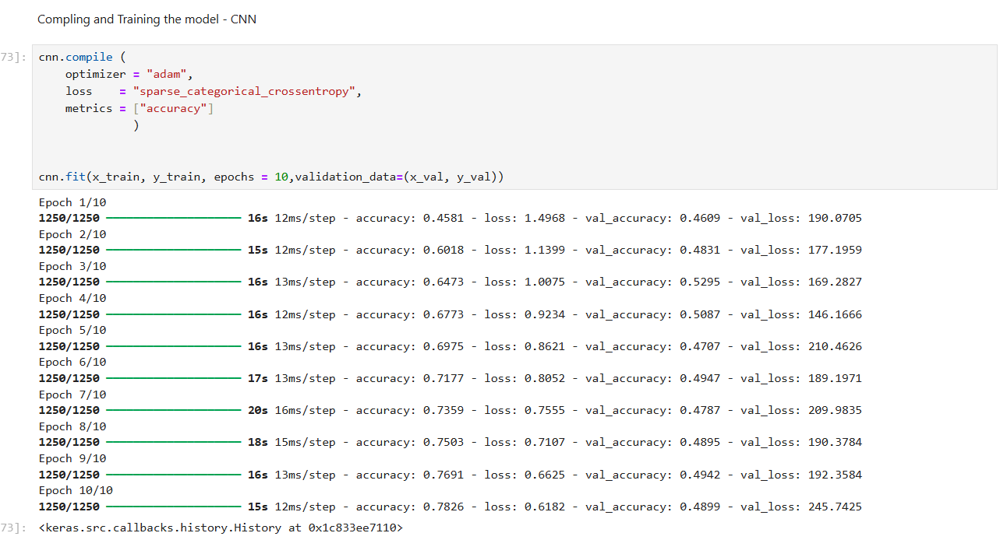 Compling and Training the model - CNN
73]:
cnn.compile (
optimizer = "adam",
loss = "sparse_categorical_crossentropy",
metrics = ["accuracy"]
)
cnn.fit(x_train, y_train, epochs = 10,validation_data=(x_val, y_val))
Epoch 1/10
1250/1250 ━━━━━━━━━━━━━━━━━━━━ 16s 12ms/step - accuracy: 0.4581 - loss: 1.4968 - val_accuracy: 0.4609 - val_loss: 190.0705
Epoch 2/10
1250/1250 ━━━━━━━━━━━━━━━━━━━━ 15s 12ms/step - accuracy: 0.6018 - loss: 1.1399 - val_accuracy: 0.4831 - val_loss: 177.1959
Epoch 3/10
1250/1250 ━━━━━━━━━━━━━━━━━━━━ 16s 13ms/step - accuracy: 0.6473 - loss: 1.0075 - val_accuracy: 0.5295 - val_loss: 169.2827
Epoch 4/10
1250/1250 ━━━━━━━━━━━━━━━━━━━━ 16s 12ms/step - accuracy: 0.6773 - loss: 0.9234 - val_accuracy: 0.5087 - val_loss: 146.1666
Epoch 5/10
1250/1250 ━━━━━━━━━━━━━━━━━━━━ 16s 13ms/step - accuracy: 0.6975 - loss: 0.8621 - val_accuracy: 0.4707 - val_loss: 210.4626
Epoch 6/10
1250/1250 ━━━━━━━━━━━━━━━━━━━━ 17s 13ms/step - accuracy: 0.7177 - loss: 0.8052 - val_accuracy: 0.4947 - val_loss: 189.1971
Epoch 7/10
1250/1250 ━━━━━━━━━━━━━━━━━━━━ 20s 16ms/step - accuracy: 0.7359 - loss: 0.7555 - val_accuracy: 0.4787 - val_loss: 209.9835
Epoch 8/10
1250/1250 ━━━━━━━━━━━━━━━━━━━━ 18s 15ms/step - accuracy: 0.7503 - loss: 0.7107 - val_accuracy: 0.4895 - val_loss: 190.3784
Epoch 9/10
1250/1250 ━━━━━━━━━━━━━━━━━━━━ 16s 13ms/step - accuracy: 0.7691 - loss: 0.6625 - val_accuracy: 0.4942 - val_loss: 192.3584
Epoch 10/10
1250/1250 ━━━━━━━━━━━━━━━━━━━━ 15s 12ms/step - accuracy: 0.7826 - loss: 0.6182 - val_accuracy: 0.4899 - val_loss: 245.7425
73]: <keras.src.callbacks.history.History at 0x1c833ee7110>